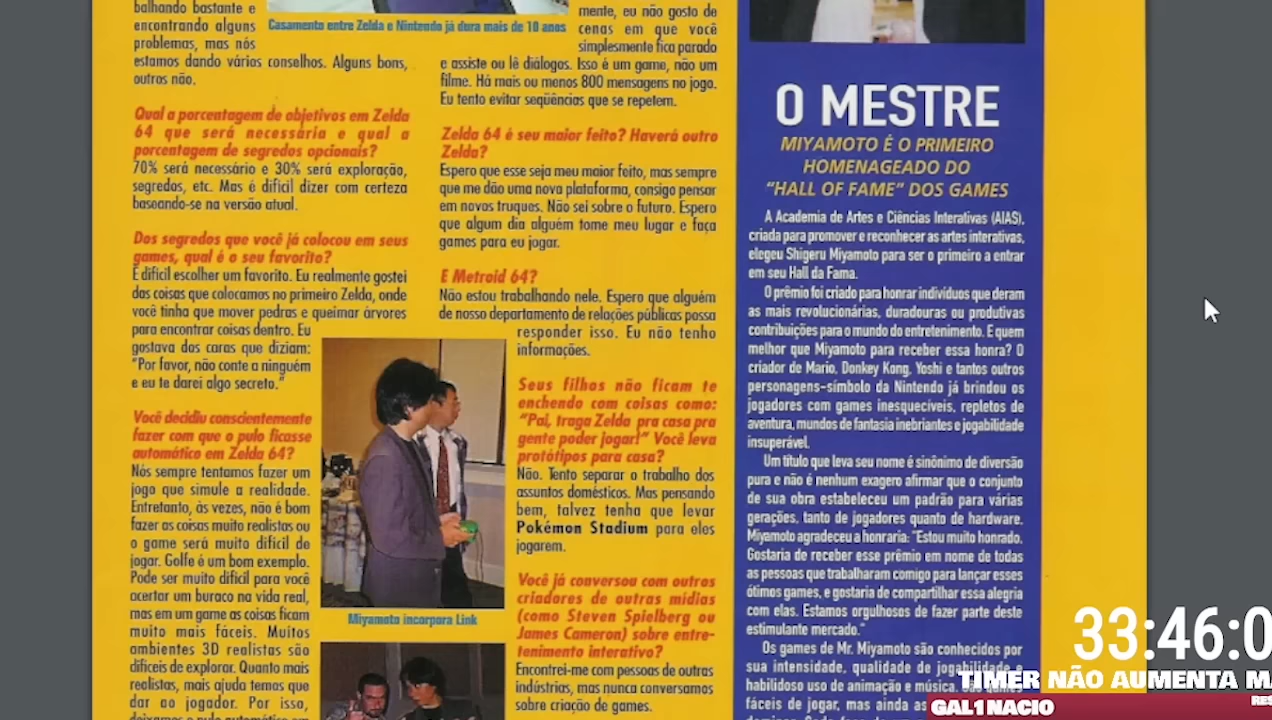 balhando bastante e
encontrando alguns
problemas, mas nós
estamos dando vários conselhos. Alguns bons,
outros não.
Qual a porcentagem de objetivos em Zelda
64 que será necessária e qual a
porcentagem de segredos opcionais?
70% será necessário e 30% será exploração,
segredos, etc. Mas é difícil dizer com certeza
baseando-se na versão atual.
Dos segredos que você já colocou em seus
games, qual é o seu favorito?
É difícil escolher um favorito. Eu realmente gostei
das coisas que colocamos no primeiro Zelda, onde
você tinha que mover pedras e queimar árvores
para encontrar coisas dentro. Eu
gostava dos caras que diziam:
"Por favor, não conte a ninguém
e eu te darei algo secreto."
Você decidiu conscientemente
fazer com que o pulo ficasse
automático em Zelda 64?
Nós sempre tentamos fazer um
jogo que simule a realidade.
Entretanto, às vezes, não é bom
fazer as coisas muito realistas ou
o game será muito difícil de
jogar. Golfe é um bom exemplo.
Pode ser muito difícil para você
acertar um buraco na vida real,
mas em um game as coisas ficam
muito mais fáceis. Muitos
ambientes 3D realistas são
difíceis de explorar. Quanto mais
realistas, mais ajuda temos que
dar ao jogador. Por isso,
deixamos o pulo automático em
Casamento entre Zelda e Nintendo já dura mais de 10 anos
mente, eu não gosto de
cenas em que você
simplesmente fica parado
e assiste ou lê diálogos. Isso é um game, não um
filme. Há mais ou menos 800 mensagens no jogo.
Eu tento evitar seqüências que se repetem.
Zelda 64 é seu maior feito? Haverá outro
Zelda?
Espero que esse seja meu maior feito, mas sempre
que me dão uma nova plataforma, consigo pensar
em novos truques. Não sei sobre o futuro. Espero
que algum dia alguém tome meu lugar e faça
games para eu jogar.
E Metroid 64?
Não estou trabalhando nele. Espero que alguém
de nosso departamento de relações públicas possa
responder isso. Eu não tenho
informações.
Seus filhos não ficam te
enchendo com coisas como:
"Pai, traga Zelda pra casa pra
gente poder jogar!" Você leva
protótipos para casa?
Não. Tento separar o trabalho dos
assuntos domésticos. Mas pensando
bem, talvez tenha que levar
Pokémon Stadium para eles
jogarem.
Você já conversou com outros
criadores de outras mídias
(como Steven Spielberg ou
James Cameron) sobre entre-
tenimento interativo?
Encontrei-me com pessoas de outras
indústrias, mas nunca conversamos
sobre criação de games.
Miyamoto incorpora Link
O MESTRE
MIYAMOTO É O PRIMEIRO
HOMENAGEADO DO
"HALL OF FAME" DOS GAMES
A Academia de Artes e Ciências Interativas (AIAS),
criada para promover e reconhecer as artes interativas,
elegeu Shigeru Miyamoto para ser o primeiro a entrar
em seu Hall da Fama.
O prêmio foi criado para honrar indivíduos que deram
as mais revolucionárias, duradouras ou produtivas
contribuições para o mundo do entretenimento. E quem
melhor que Miyamoto para receber essa honra? O
criador de Mario, Donkey Kong, Yoshi e tantos outros
personagens-símbolo da Nintendo já brindou os
jogadores com games inesquecíveis, repletos de
aventura, mundos de fantasia inebriantes e jogabilidade
insuperável.
Um título que leva seu nome é sinônimo de diversão
pura e não é nenhum exagero afirmar que o conjunto
de sua obra estabeleceu um padrão para várias
gerações, tanto de jogadores quanto de hardware.
Miyamoto agradeceu a honraria: "Estou muito honrado.
Gostaria de receber esse prêmio em nome de todas
as pessoas que trabalharam comigo para lançar esses
ótimos games, e gostaria de compartilhar essa alegria
com elas. Estamos orgulhosos de fazer parte deste
estimulante mercado."
Os games de Mr. Miyamoto são conhecidos por
sua intensidade, qualidade de jogabilidade e
habilidoso uso de animação e música.
fáceis de jogar, mas ainda as
33:46:0
TIMER NÃO AUMENTA MA
GAL1NACIO
RES